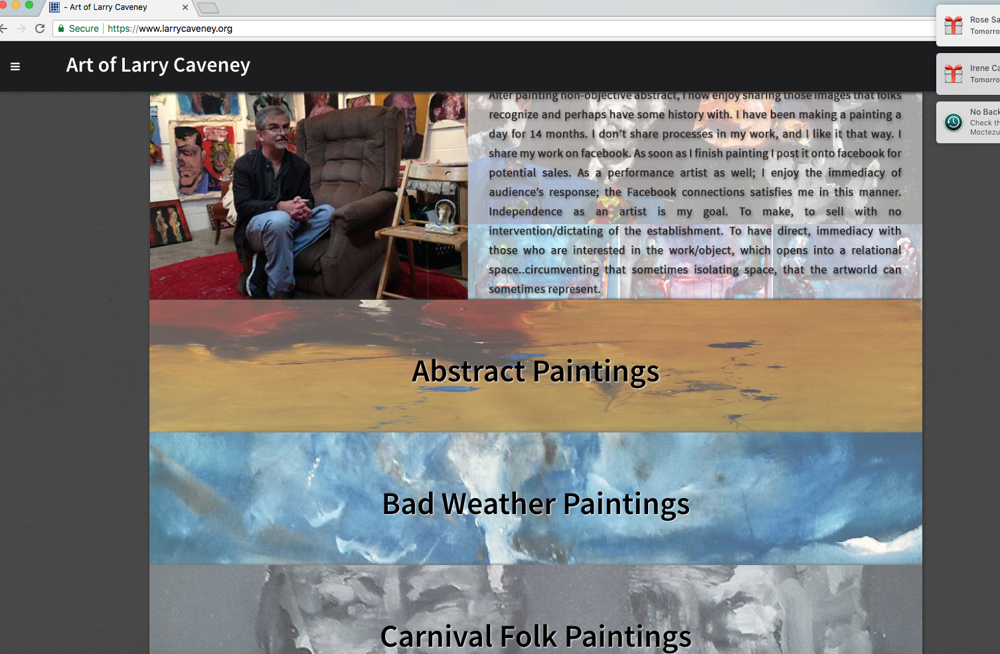 - Art of Larry Caveney
Secure
https://www.larrycaveney.org
Rose Sa
Tomorro
Art of Larry Caveney
Irene Ca
Tomorro
After painting non-objective abstract, I now enjoy sharing those images that folks
recognize and perhaps have some history with. I have been making a painting a
day for 14 months. I don't share processes in my work, and I like it that way. I
share my work on facebook. As soon as I finish painting I post it onto facebook for
potential sales. As a performance artist as well; I enjoy the immediacy of
audience's response; the Facebook connections satisfies me in this manner.
Independence as an artist is my goal. To make, to sell with no
intervention/dictating of the establishment. To have direct, immediacy with
those who are interested in the work/object, which opens into a relational
space..circumventing that sometimes isolating space, that the artworld can
sometimes represent.
No Back
Check th
Moctezu
Abstract Paintings
Bad Weather Paintings
Carnival Folk Paintings